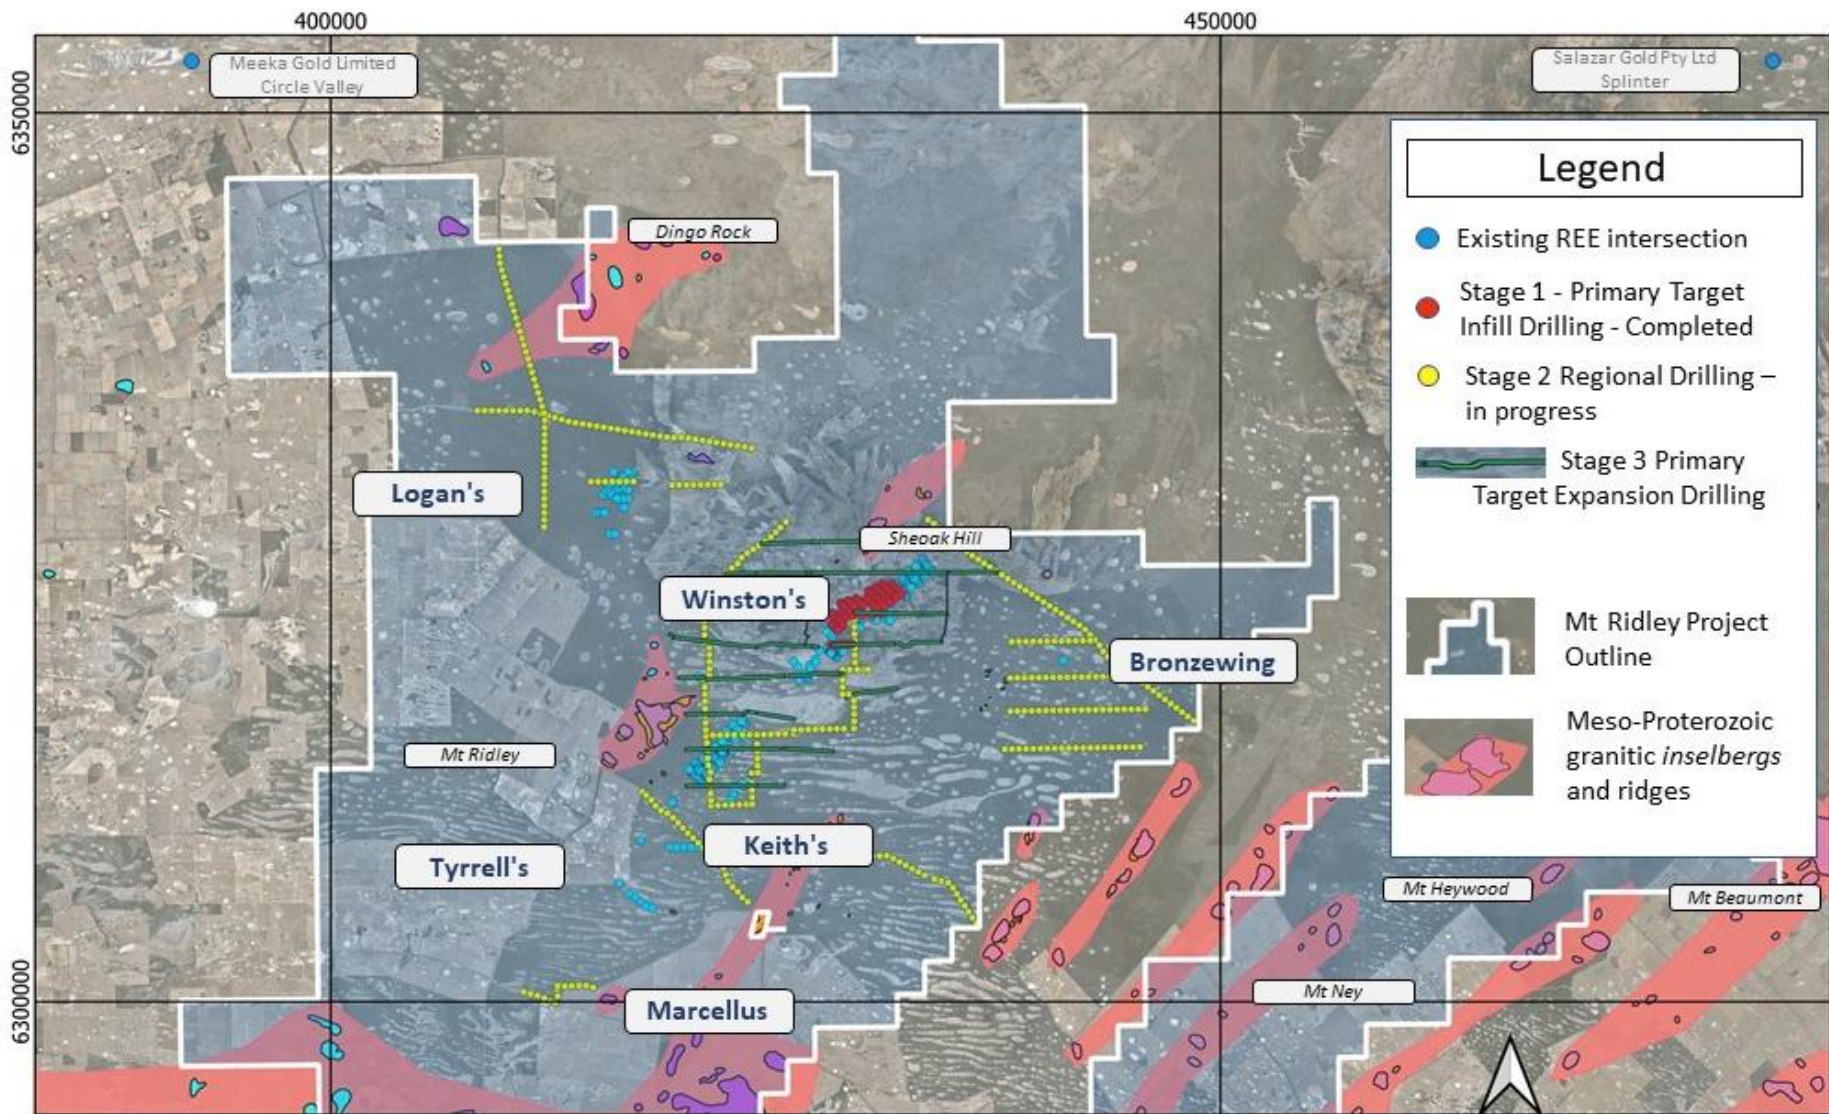 400000
450000
Meeka Gold Limited
Circle Valley
Salazar Gold Pty Ltd
Splinter
6350000
Legend
Existing REE intersection
Stage 1 - Primary Target
Infill Drilling - Completed
Stage 2 Regional Drilling –
in progress
Stage 3 Primary
Target Expansion Drilling
Mt Ridley Project
Outline
Meso-Proterozoic
granitic inselbergs
and ridges
Dingo Rock
Logan's
Sheoak Hill
Winston's
Bronzewing
Mt Ridley
Keith's
Tyrrell's
Mt Heywood
Mt Beaumont
6300000
Mt Ney
Marcellus